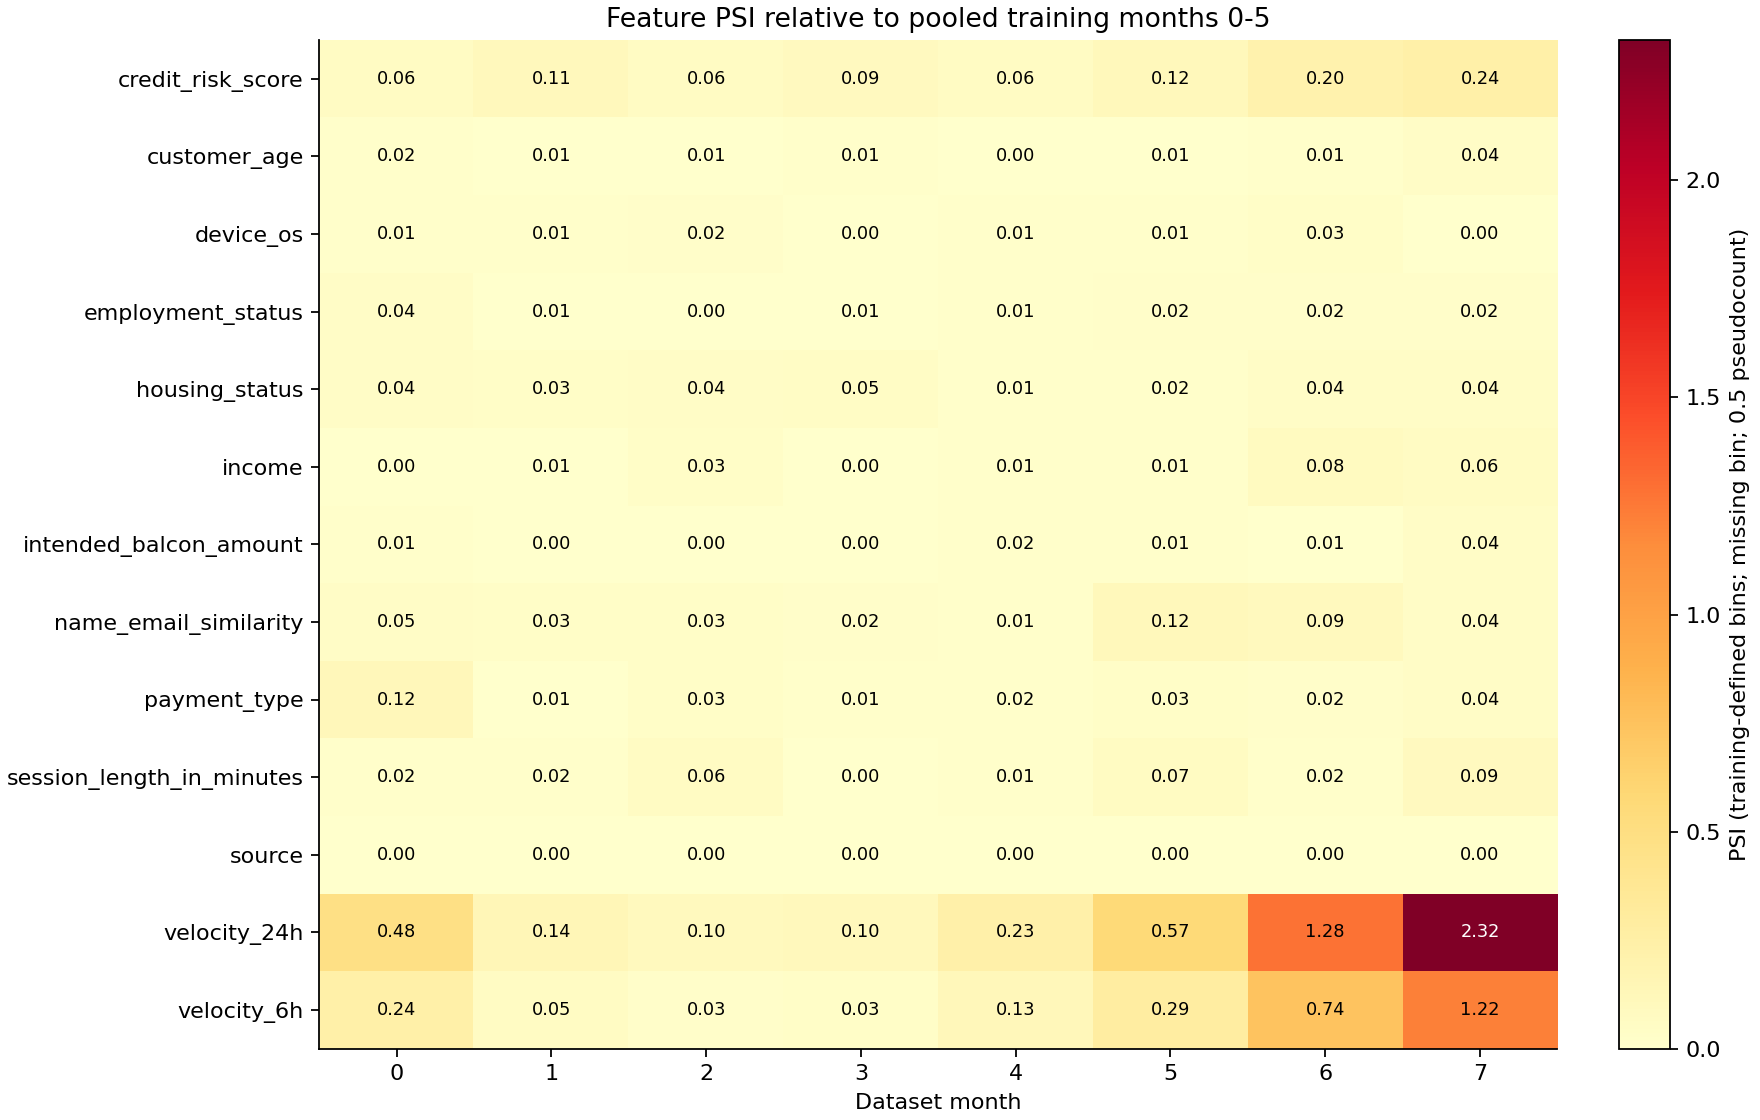 Feature PSI relative to pooled training months 0-5
credit_risk_score 0.06 0.11 0.06 0.09 0.06 0.12 0.20 0.24
customer_age 0.02 0.01 0.01 0.01 0.00 0.01 0.01 0.04
device_os 0.01 0.01 0.02 0.00 0.01 0.01 0.03 0.00
employment_status 0.04 0.01 0.00 0.01 0.01 0.02 0.02 0.02
housing_status 0.04 0.03 0.04 0.05 0.01 0.02 0.04 0.04
income 0.00 0.01 0.03 0.00 0.01 0.01 0.08 0.06
intended_balcon_amount 0.01 0.00 0.00 0.00 0.02 0.01 0.01 0.04
name_email_similarity 0.05 0.03 0.03 0.02 0.01 0.12 0.09 0.04
payment_type 0.12 0.01 0.03 0.01 0.02 0.03 0.02 0.04
session_length_in_minutes 0.02 0.02 0.06 0.00 0.01 0.07 0.02 0.09
source 0.00 0.00 0.00 0.00 0.00 0.00 0.00 0.00
velocity_24h 0.48 0.14 0.10 0.10 0.23 0.57 1.28 2.32
velocity_6h 0.24 0.05 0.03 0.03 0.13 0.29 0.74 1.22
0 1 2 3 4 5 6 7
Dataset month
2.0
1.5
1.0
0.5
0.0
PSI (training-defined bins; missing bin; 0.5 pseudocount)